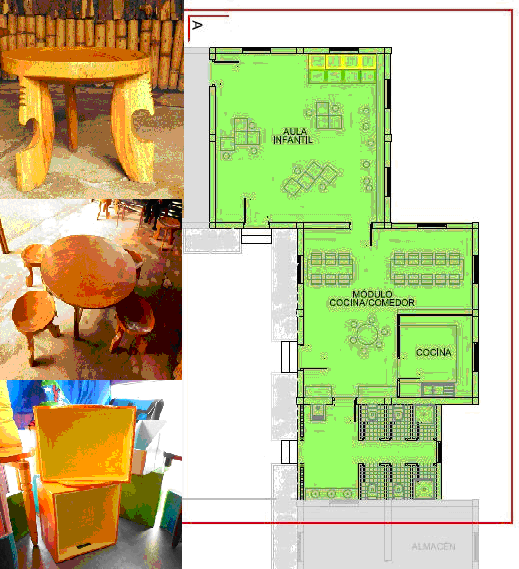 A
AULA
INFANTIL
MÓDULO
COCINA/COMEDOR
COCINA
ALMACÉN